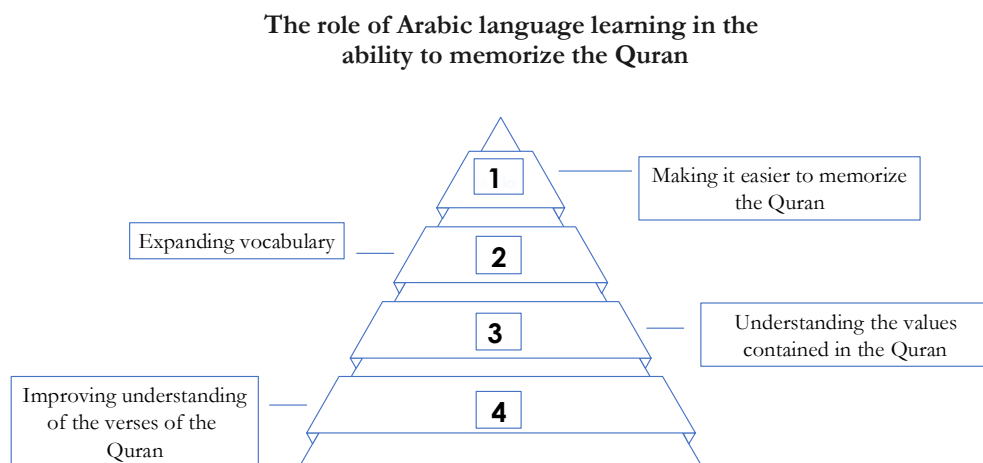 The role of Arabic language learning in the
ability to memorize the Quran
1
Making it easier to memorize
the Quran
Expanding vocabulary
2
3
Understanding the values
contained in the Quran
Improving understanding
of the verses of the
Quran
4